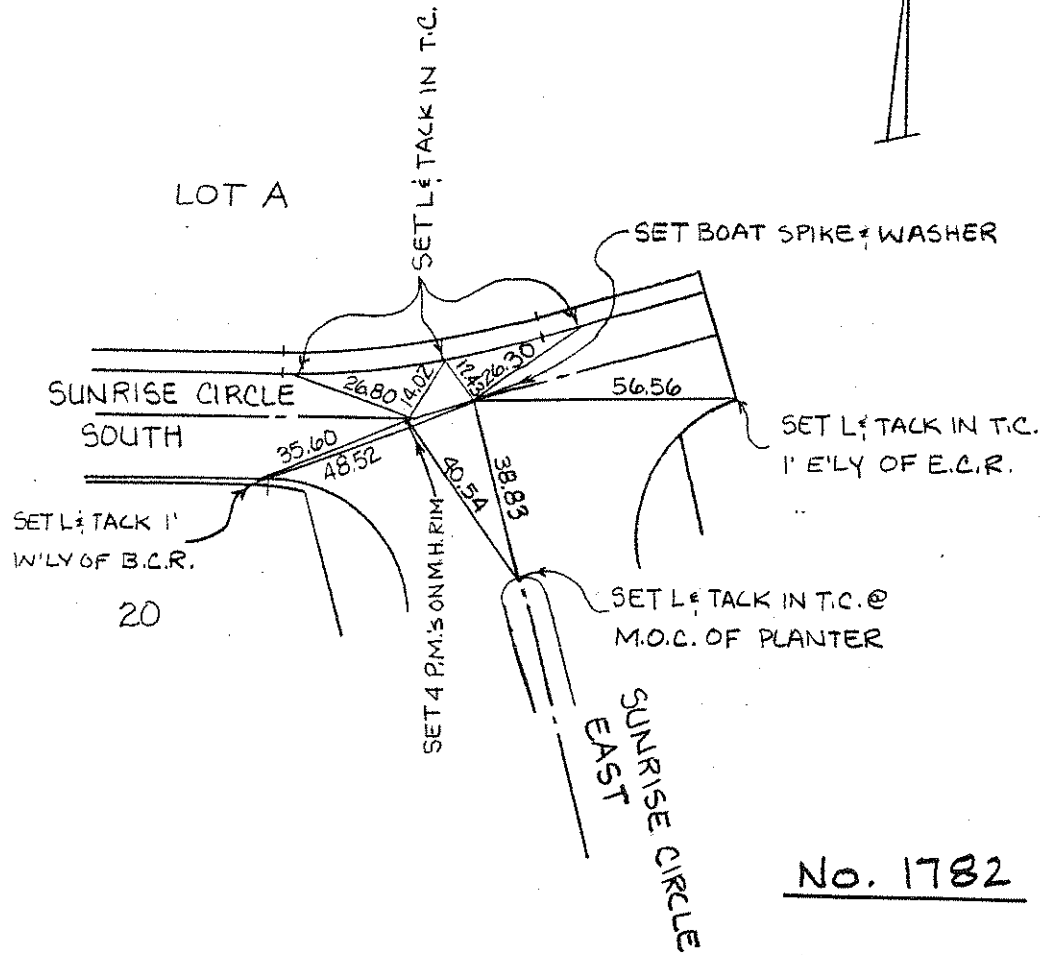 SET L & TACK IN T.C.
LOT A
SET BOAT SPIKE & WASHER
26.80
14.02
26.30
56.56
SUNRISE CIRCLE
SOUTH
35.60
48.52
40.54
38.83
SET L & TACK IN T.C.
1' E'LY OF E.C.R.
SET L & TACK 1'
W'LY OF B.C.R.
SET 4 P.M.'s ON M.H. RIM
20
SET L & TACK IN T.C. @
M.O.C. OF PLANTER
SUNRISE CIRCLE
EAST
No. 1782